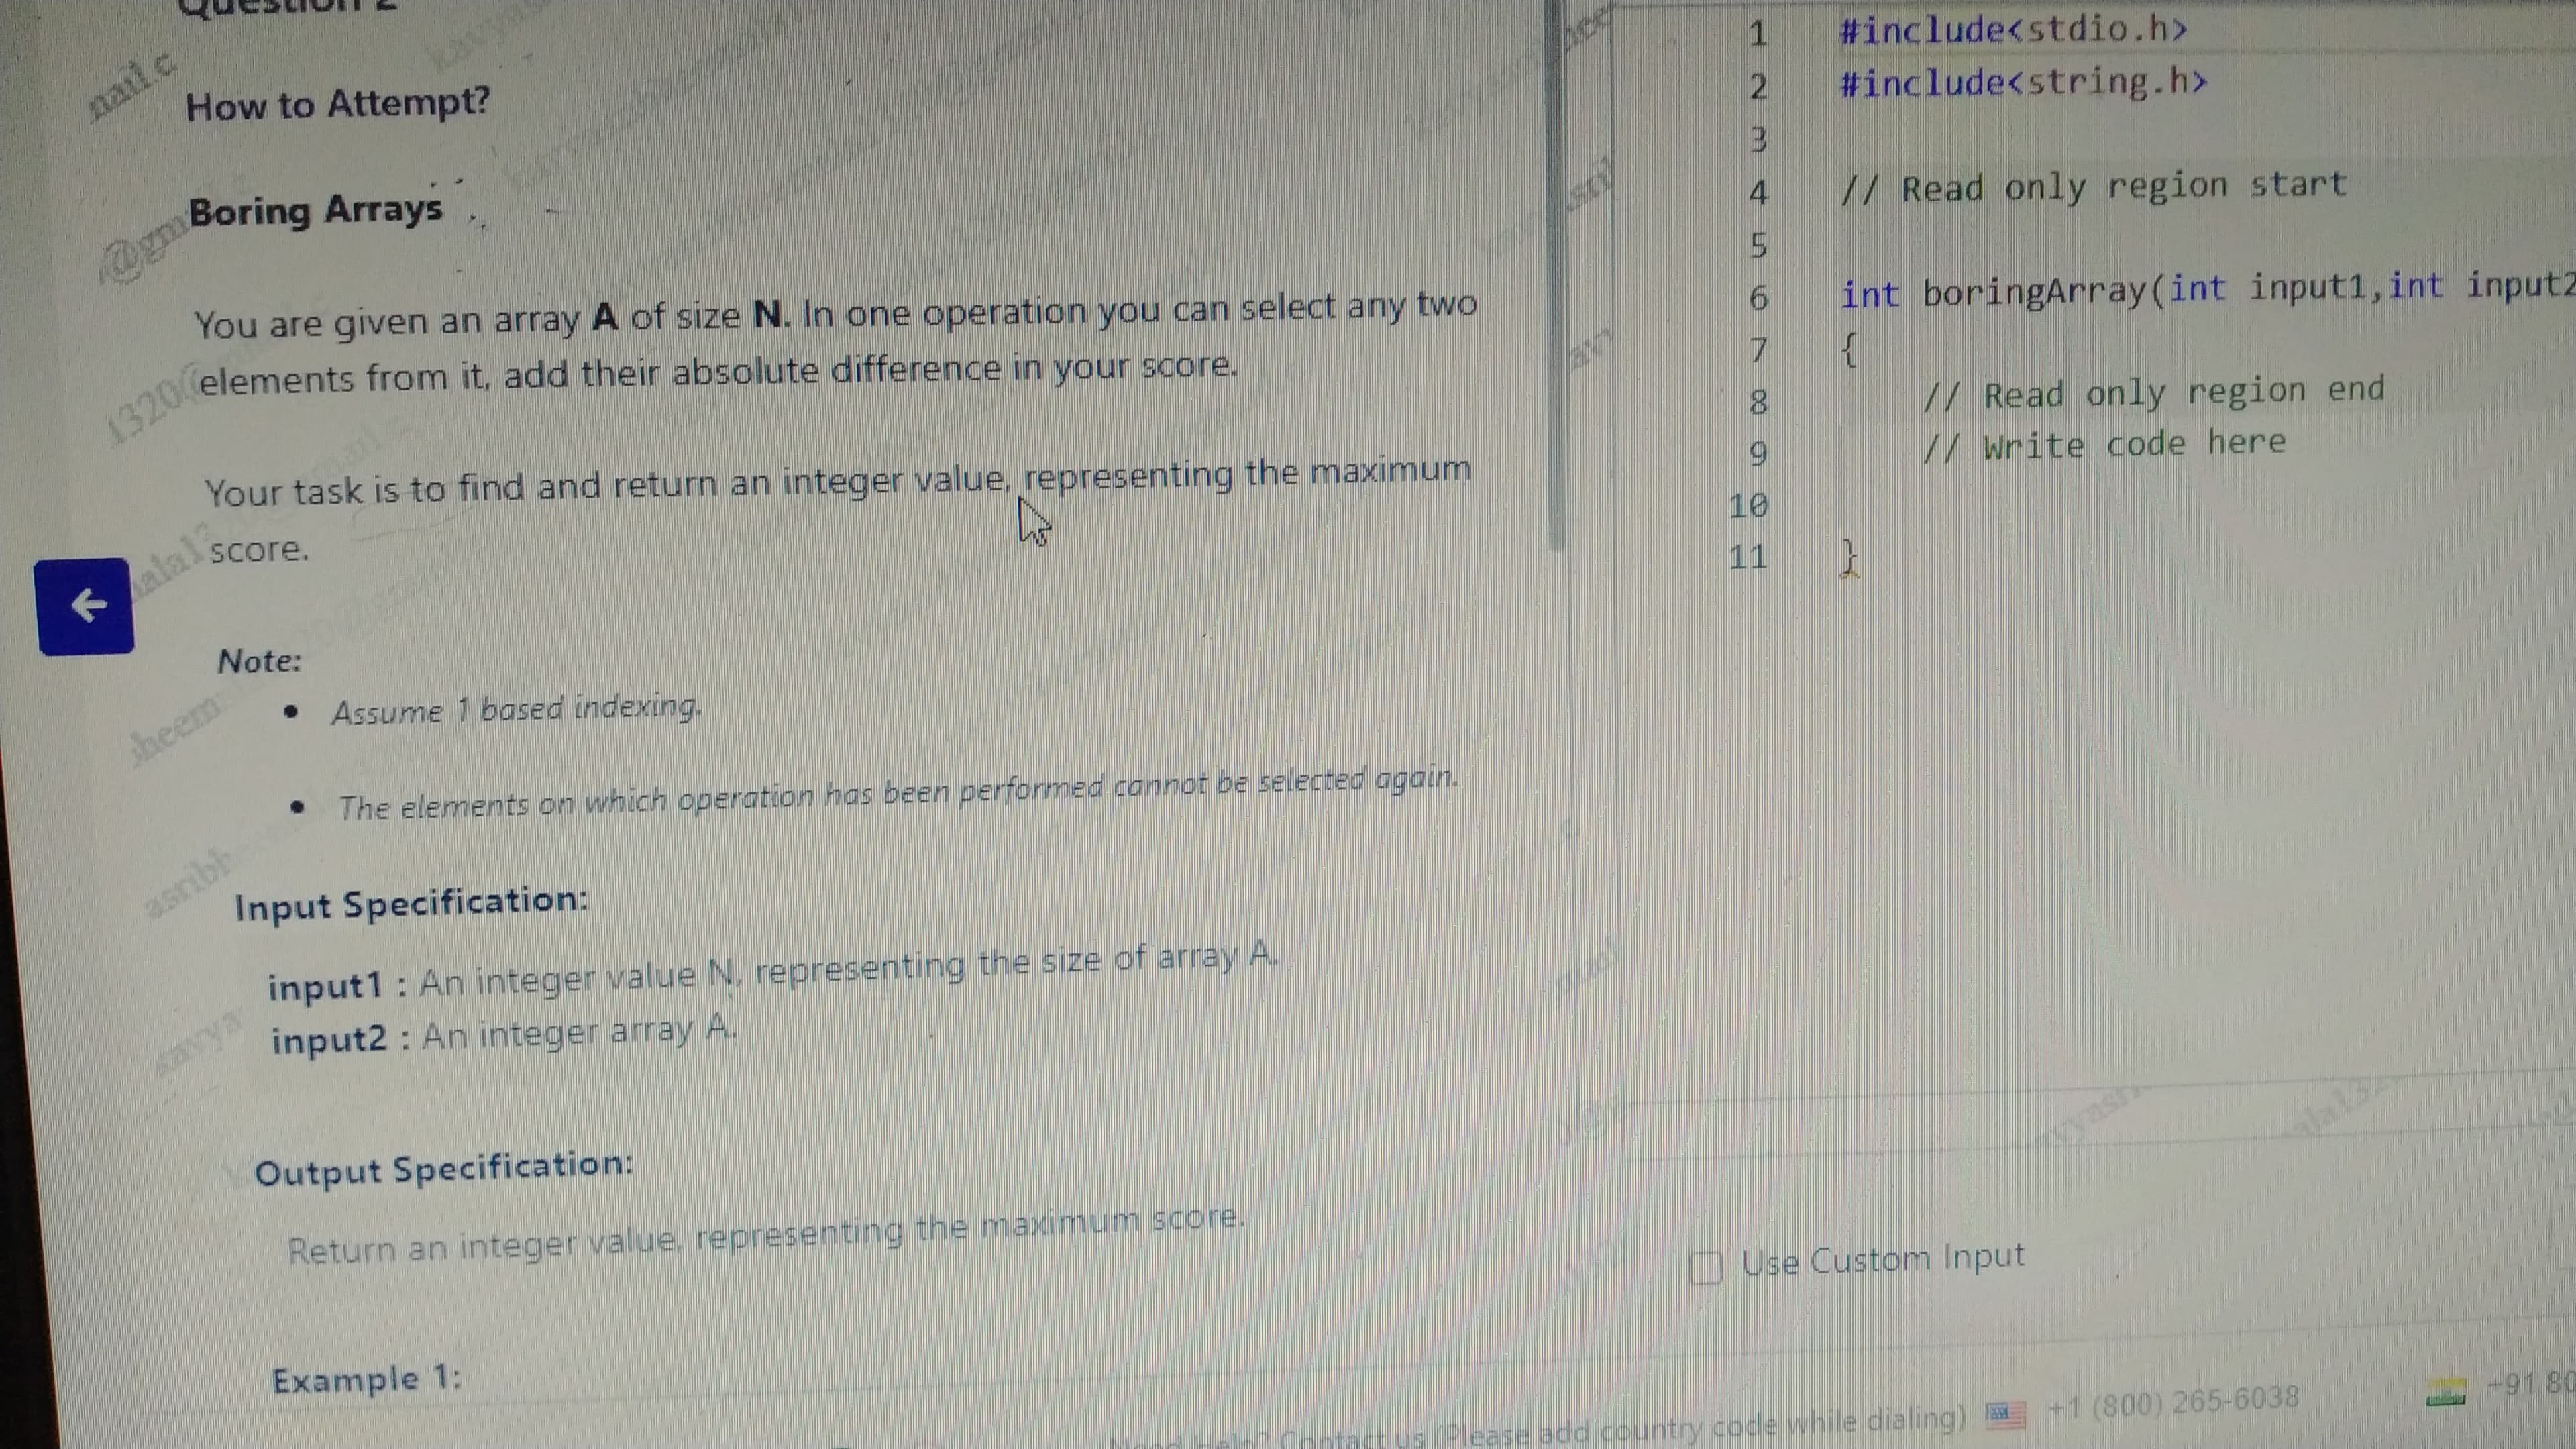 Question 2
How to Attempt?
Boring Arrays
You are given an array A of size N. In one operation you can select any two
elements from it, add their absolute difference in your score.
Your task is to find and return an integer value, representing the maximum
score.
Note:
• Assume 1 based indexing.
• The elements on which operation has been performed cannot be selected again.
Input Specification:
input1 : An integer value N, representing the size of array A.
input2 : An integer array A.
Output Specification:
Return an integer value, representing the maximum score.
Example 1:
1 #include<stdio.h>
2 #include<string.h>
3
4 // Read only region start
5
6 int boringArray(int input1,int input2
7 {
8 // Read only region end
9 // Write code here
10
11 }
Use Custom Input
Need Help? Contact us (Please add country code while dialing) +1 (800) 265-6038 +91 80